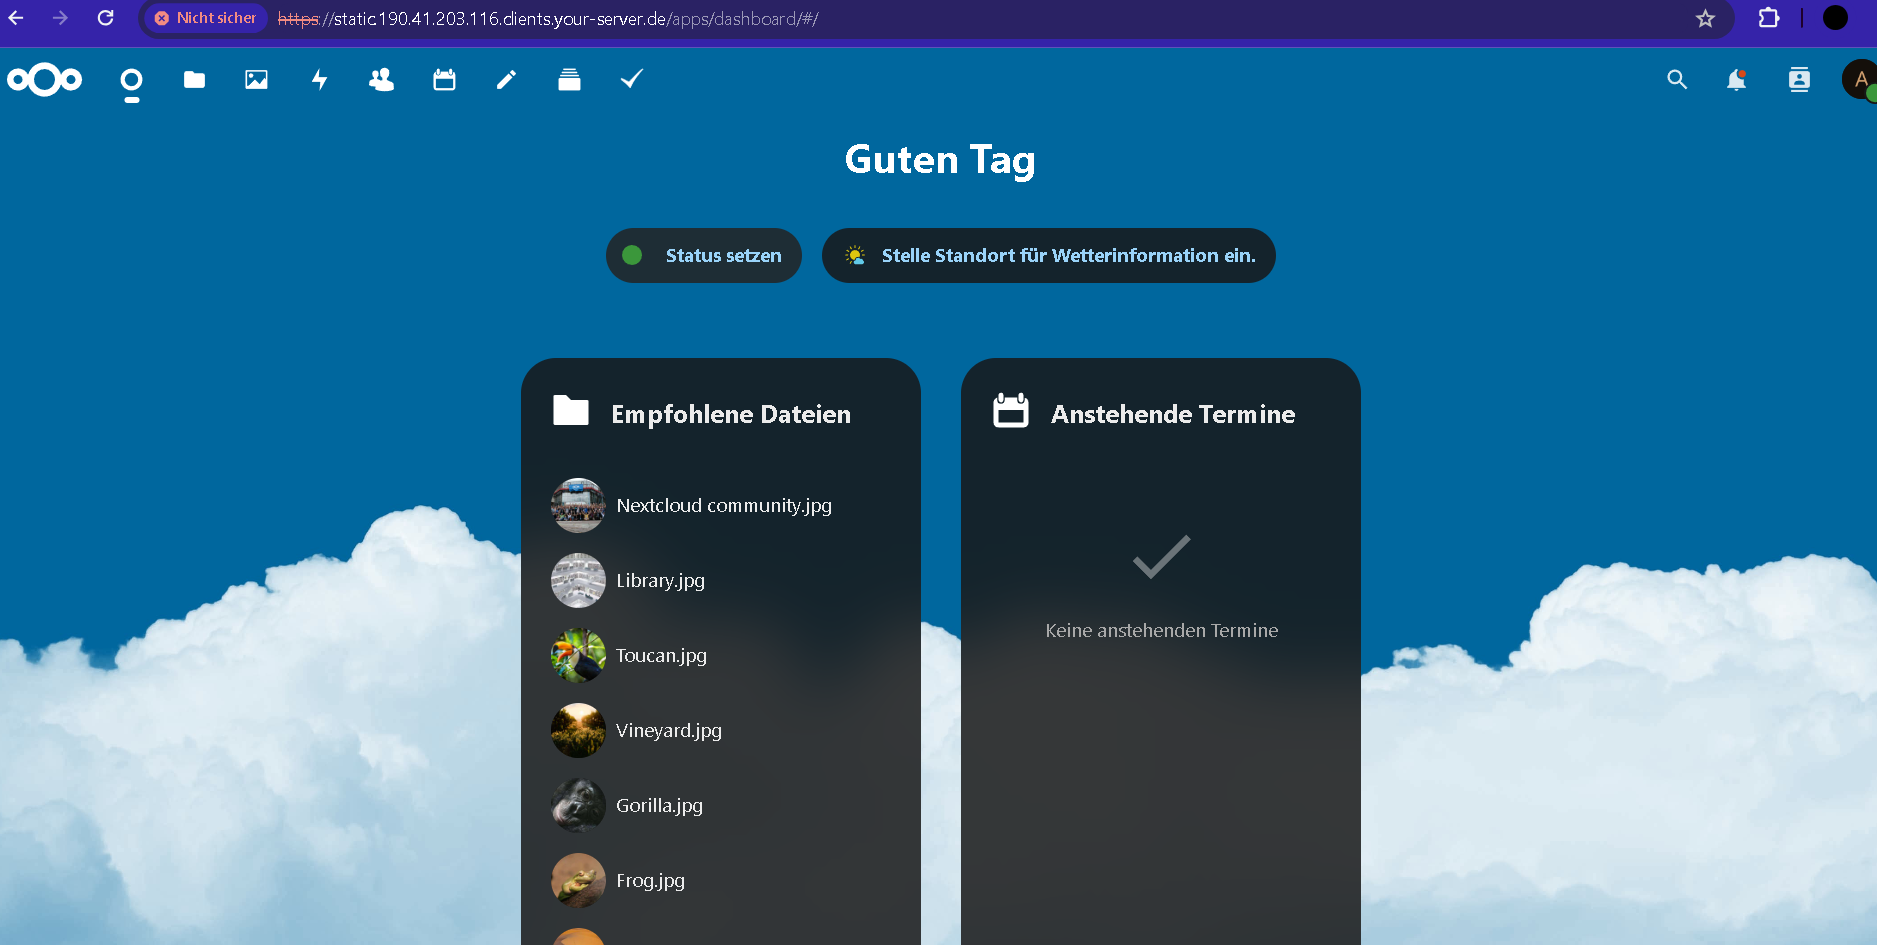 Nicht sicher
https://static.190.41.203.116.clients.your-server.de/apps/dashboard/#/
A
Guten Tag
Status setzen
Stelle Standort für Wetterinformation ein.
Empfohlene Dateien
Nextcloud community.jpg
Library.jpg
Toucan.jpg
Vineyard.jpg
Gorilla.jpg
Frog.jpg
Anstehende Termine
Keine anstehenden Termine